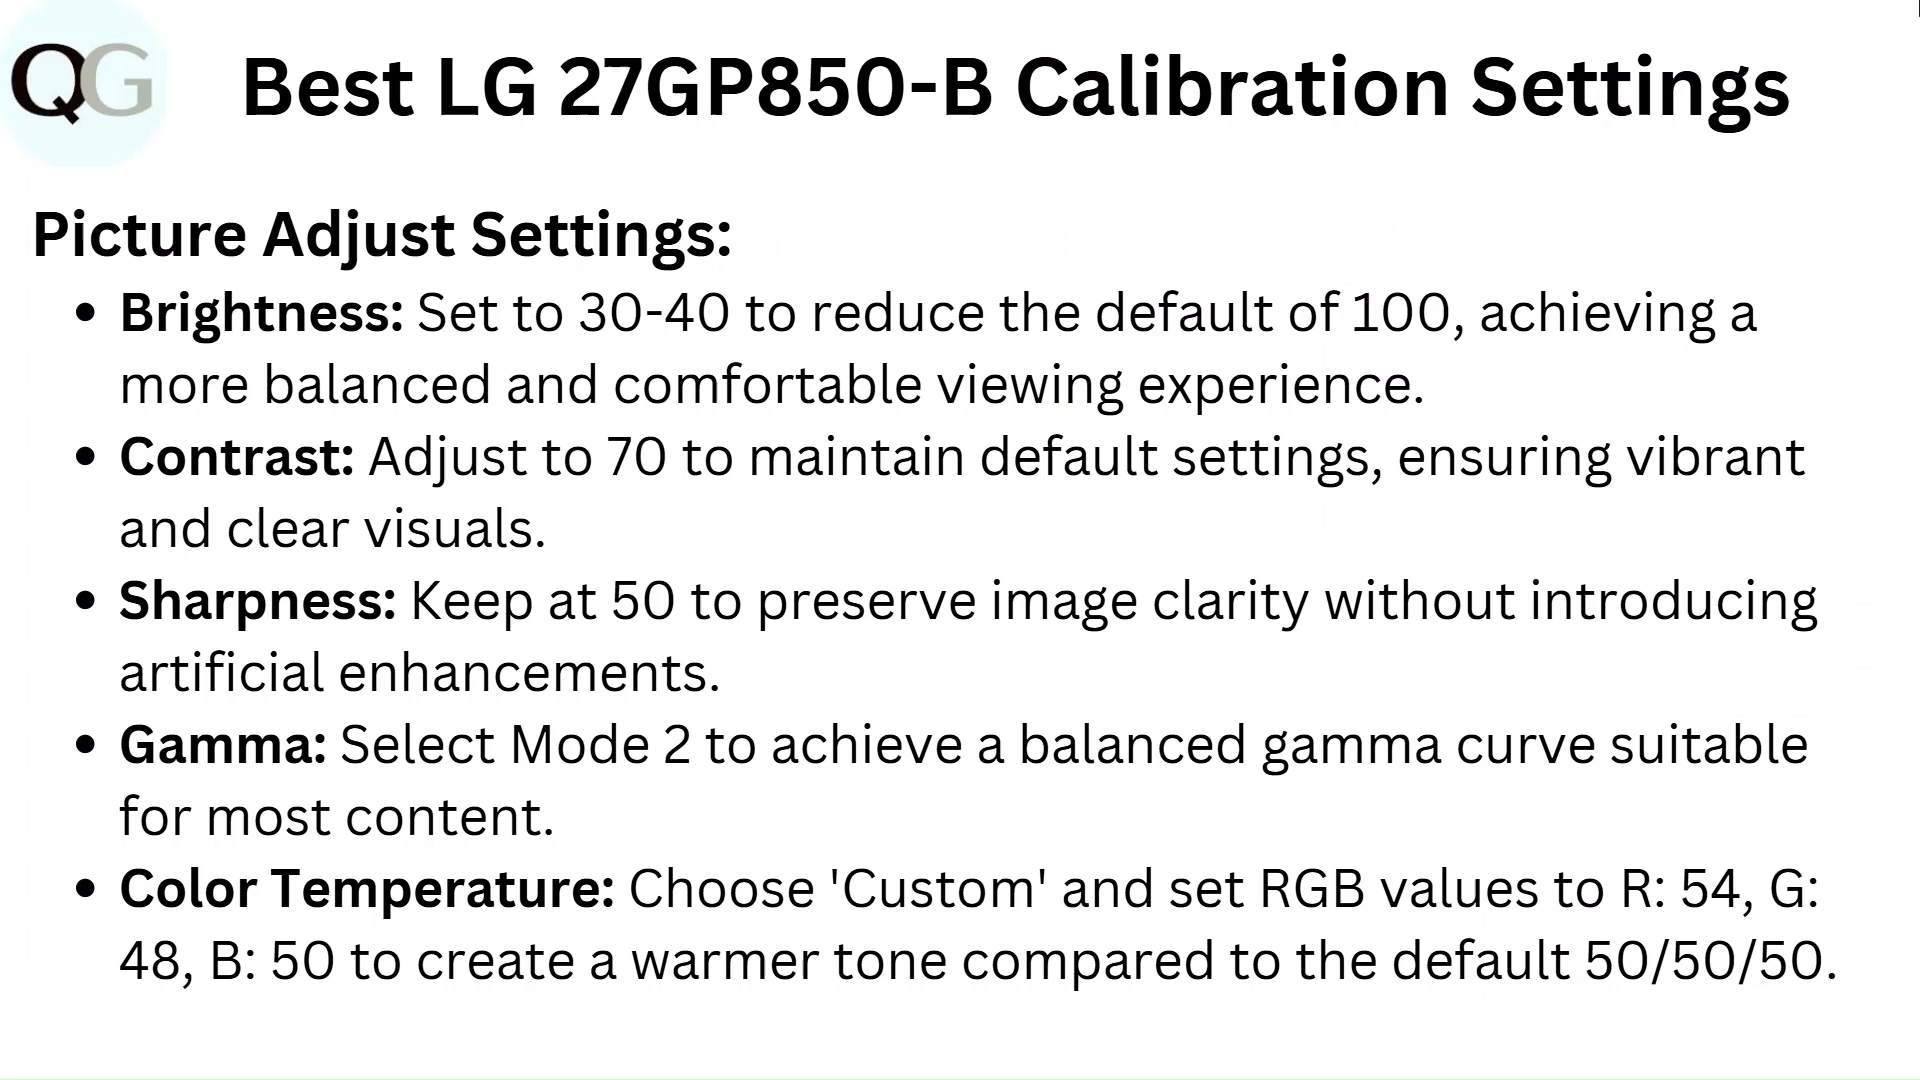 QG
Best LG 27GP850-B Calibration Settings
Picture Adjust Settings:
• Brightness: Set to 30-40 to reduce the default of 100, achieving a
more balanced and comfortable viewing experience.
• Contrast: Adjust to 70 to maintain default settings, ensuring vibrant
and clear visuals.
• Sharpness: Keep at 50 to preserve image clarity without introducing
artificial enhancements.
• Gamma: Select Mode 2 to achieve a balanced gamma curve suitable
for most content.
• Color Temperature: Choose 'Custom' and set RGB values to R: 54, G:
48, B: 50 to create a warmer tone compared to the default 50/50/50.